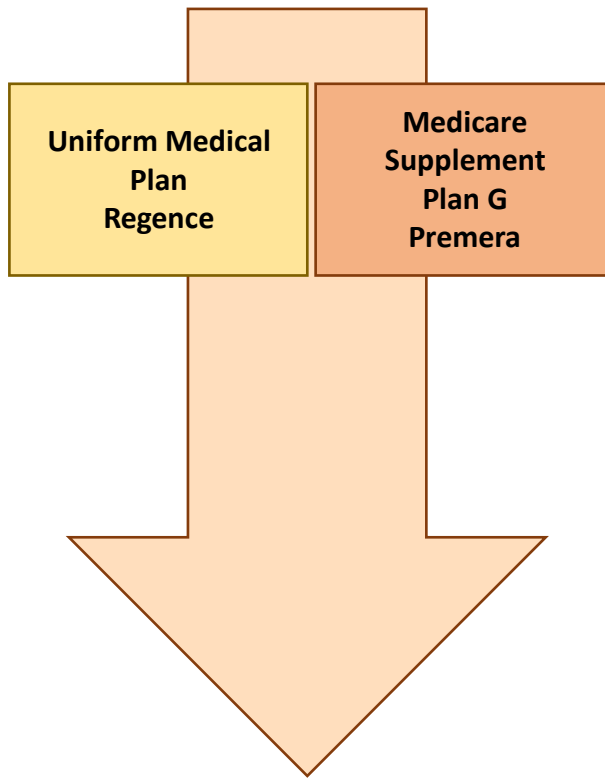 Uniform Medical
Plan
Regence
Medicare
Supplement
Plan G
Premera